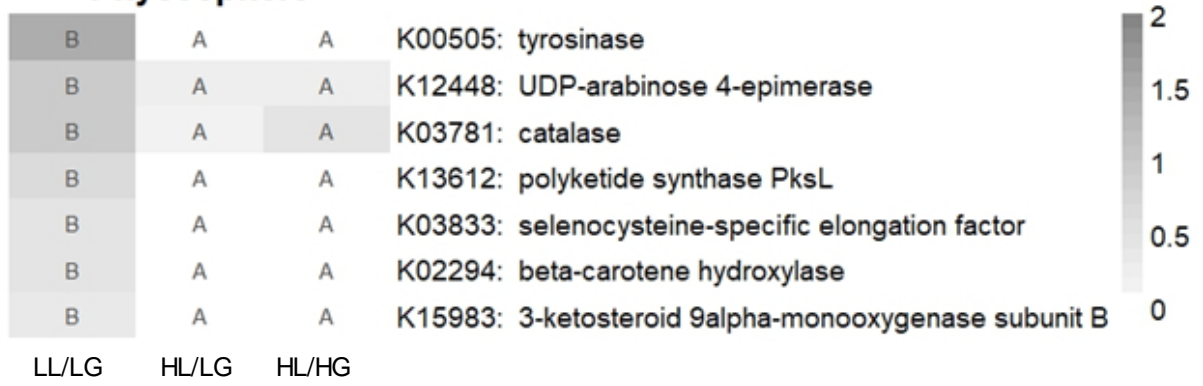 B A A K00505: tyrosinase
B A A K12448: UDP-arabinose 4-epimerase
B A A K03781: catalase
B A A K13612: polyketide synthase PksL
B A A K03833: selenocysteine-specific elongation factor
B A A K02294: beta-carotene hydroxylase
B A A K15983: 3-ketosteroid 9alpha-monooxygenase subunit B
LL/LG HL/LG HL/HG
2
1.5
1
0.5
0